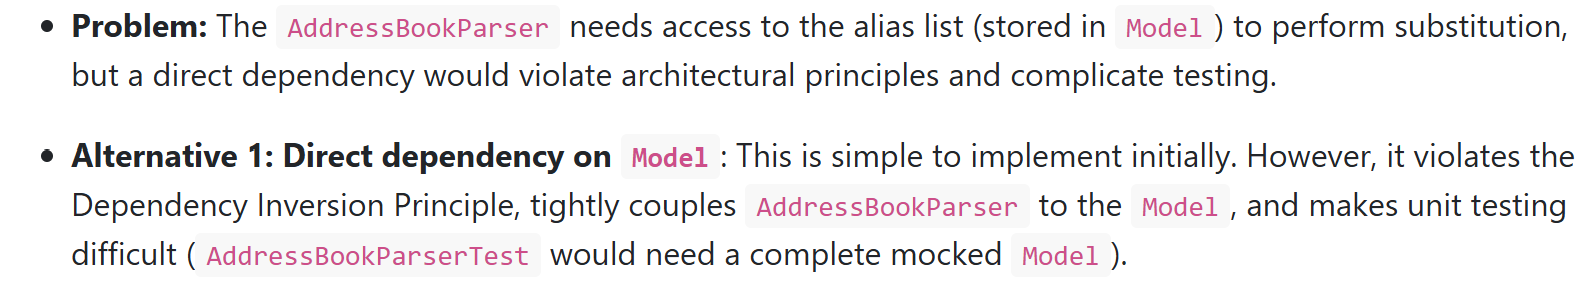 • Problem: The AddressBookParser needs access to the alias list (stored in Model) to perform substitution,
but a direct dependency would violate architectural principles and complicate testing.
• Alternative 1: Direct dependency on Model: This is simple to implement initially. However, it violates the
Dependency Inversion Principle, tightly couples AddressBookParser to the Model, and makes unit testing
difficult (AddressBookParserTest would need a complete mocked Model).